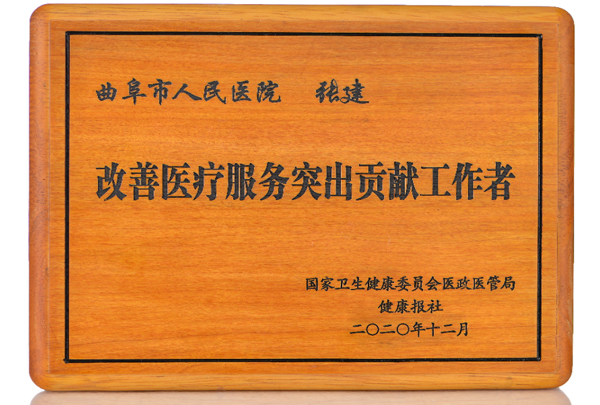 曲阜市人民医院 张建
改善医疗服务突出贡献工作者
国家卫生健康委员会医政医管局
健康报社
二〇二〇年十二月